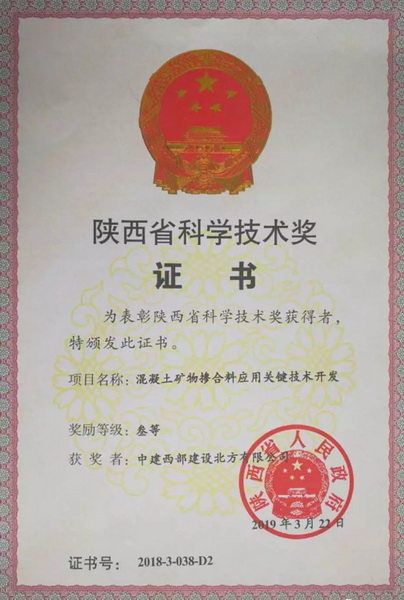 陕西省科学技术奖
证 书
为表彰陕西省科学技术奖获得者，
特颁发此证书。
项目名称：混凝土矿物掺合料应用关键技术开发
奖励等级：叁等
获 奖 者：中建西部建设北方有限公司
陕西省人民政府
2019年3月22日
证书号：2018-3-038-D2